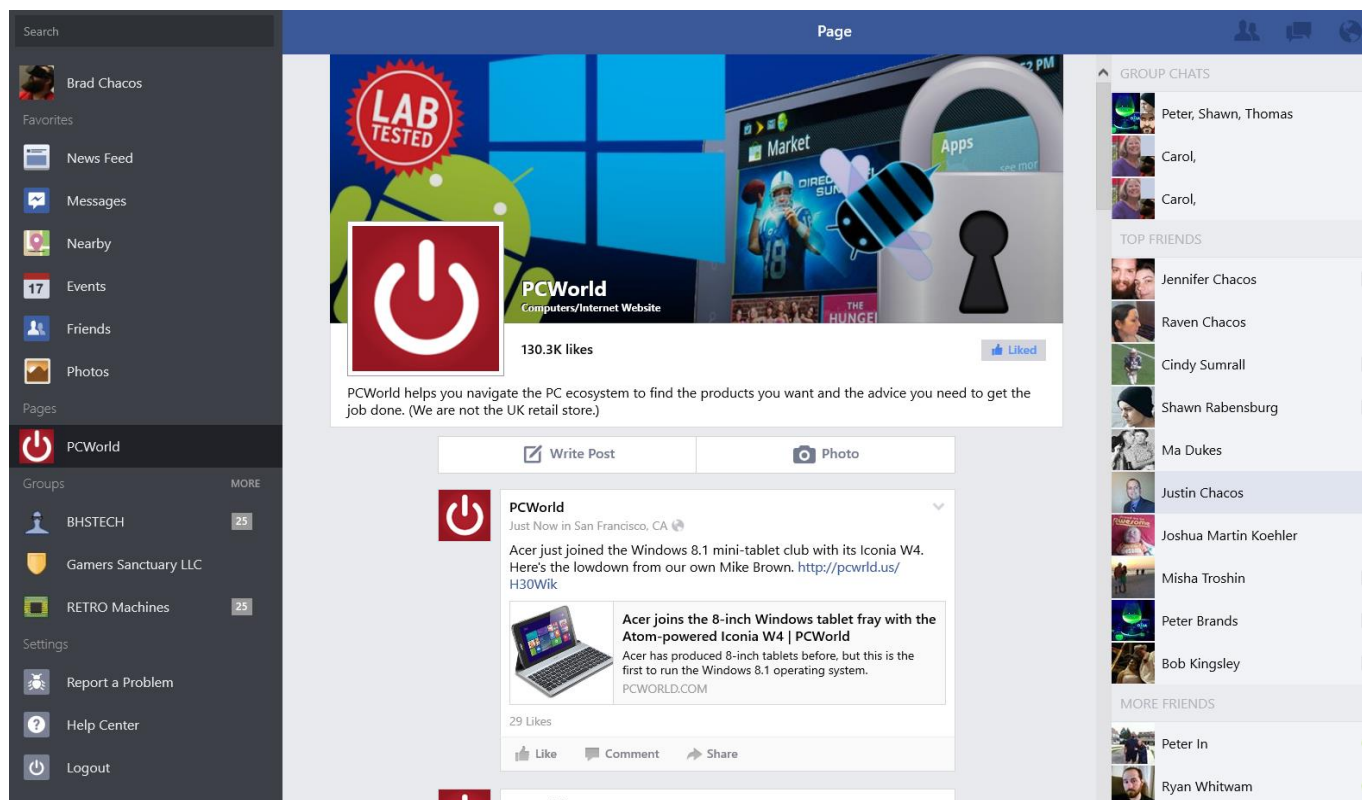 Search
Brad Chacos
Favorites
News Feed
Messages
Nearby
17
Events
Friends
Photos
Pages
PCWorld
Groups
MORE
BHSTECH
25
Gamers Sanctuary LLC
RETRO Machines
25
Settings
Report a Problem
Help Center
Logout
Page
LAB
TESTED
2 PM
Market
Apps
see mor
DIREC
SUN
18
THE
HUNGE
PCWorld
Computers/Internet Website
130.3K likes
Liked
PCWorld helps you navigate the PC ecosystem to find the products you want and the advice you need to get the
job done. (We are not the UK retail store.)
Write Post
Photo
PCWorld
Just Now in San Francisco, CA
Acer just joined the Windows 8.1 mini-tablet club with its Iconia W4.
Here's the lowdown from our own Mike Brown. http://pcwrld.us/
H30Wik
Acer joins the 8-inch Windows tablet fray with the
Atom-powered Iconia W4 | PCWorld
Acer has produced 8-inch tablets before, but this is the
first to run the Windows 8.1 operating system.
PCWORLD.COM
29 Likes
Like
Comment
Share
GROUP CHATS
Peter, Shawn, Thomas
Carol,
Carol,
TOP FRIENDS
Jennifer Chacos
Raven Chacos
Cindy Sumrall
Shawn Rabensburg
Ma Dukes
Justin Chacos
Joshua Martin Koehler
Misha Troshin
Peter Brands
Bob Kingsley
MORE FRIENDS
Peter In
Ryan Whitwam